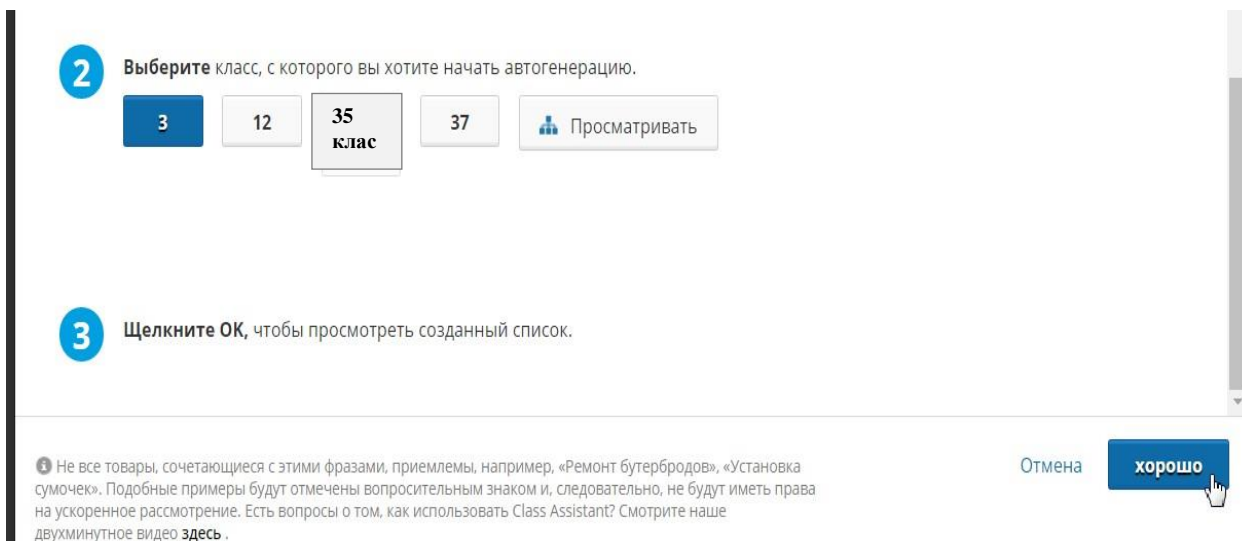 2 Выберите класс, с которого вы хотите начать автогенерацию.
3 12 35 клас 37 Просматривать
3 Щелкните ОК, чтобы просмотреть созданный список.
Не все товары, сочетающиеся с этими фразами, приемлемы, например, «Ремонт бутербродов», «Установка
сумочек». Подобные примеры будут отмечены вопросительным знаком и, следовательно, не будут иметь права
на ускоренное рассмотрение. Есть вопросы о том, как использовать Class Assistant? Смотрите наше
двухминутное видео здесь .
Отмена хорошо